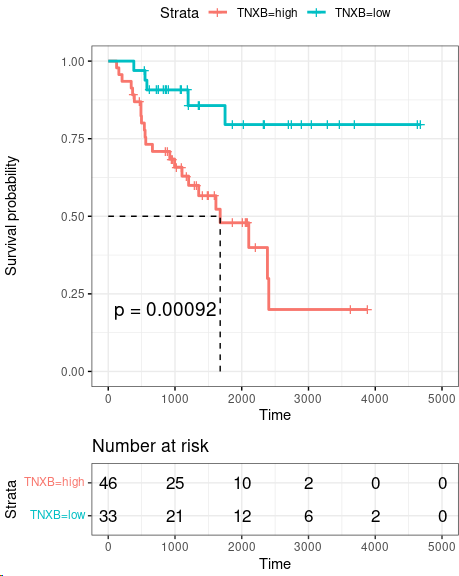 Strata TNXB=high TNXB=low
Survival probability
1.00
0.75
0.50
0.25
0.00
p = 0.00092
0 1000 2000 3000 4000 5000
Time
Number at risk
Strata
TNXB=high 46 25 10 2 0 0
TNXB=low 33 21 12 6 2 0
0 1000 2000 3000 4000 5000
Time